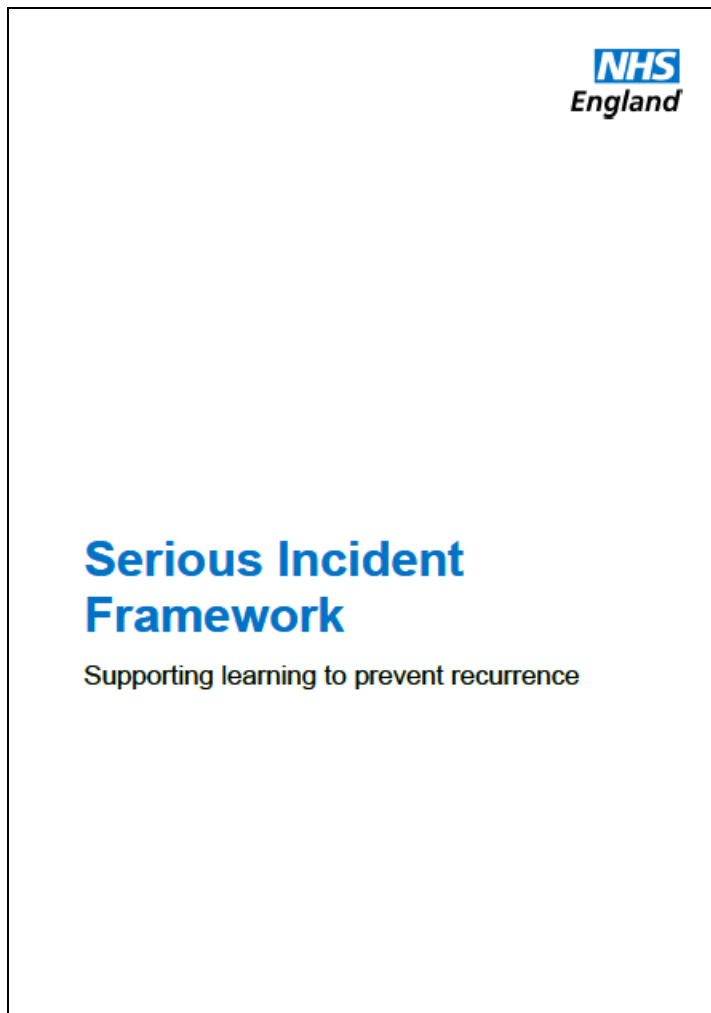 NHS
England
Serious Incident
Framework
Supporting learning to prevent recurrence